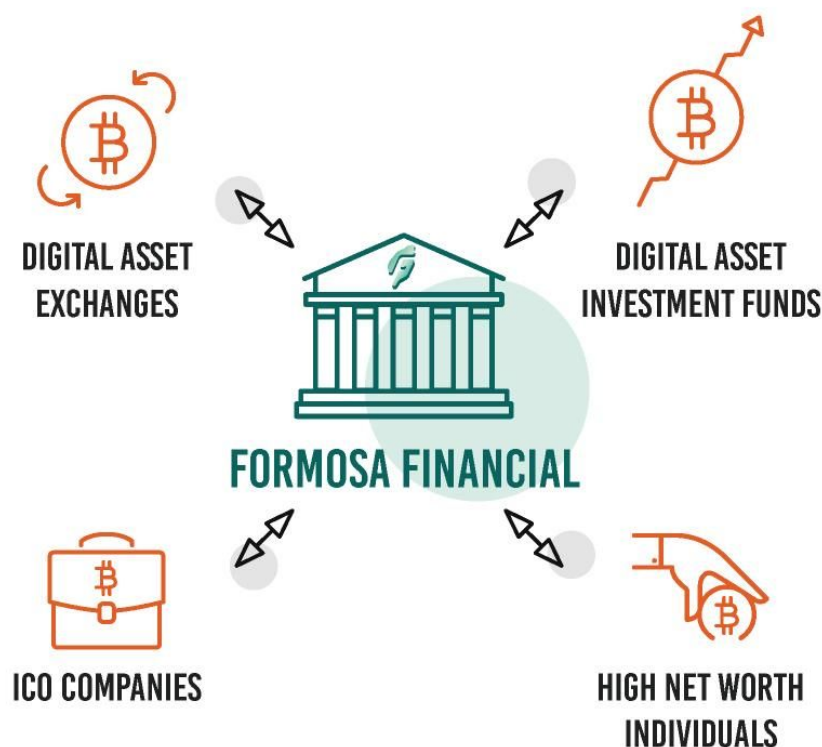 DIGITAL ASSET
EXCHANGES
DIGITAL ASSET
INVESTMENT FUNDS
FORMOSA FINANCIAL
ICO COMPANIES
HIGH NET WORTH
INDIVIDUALS